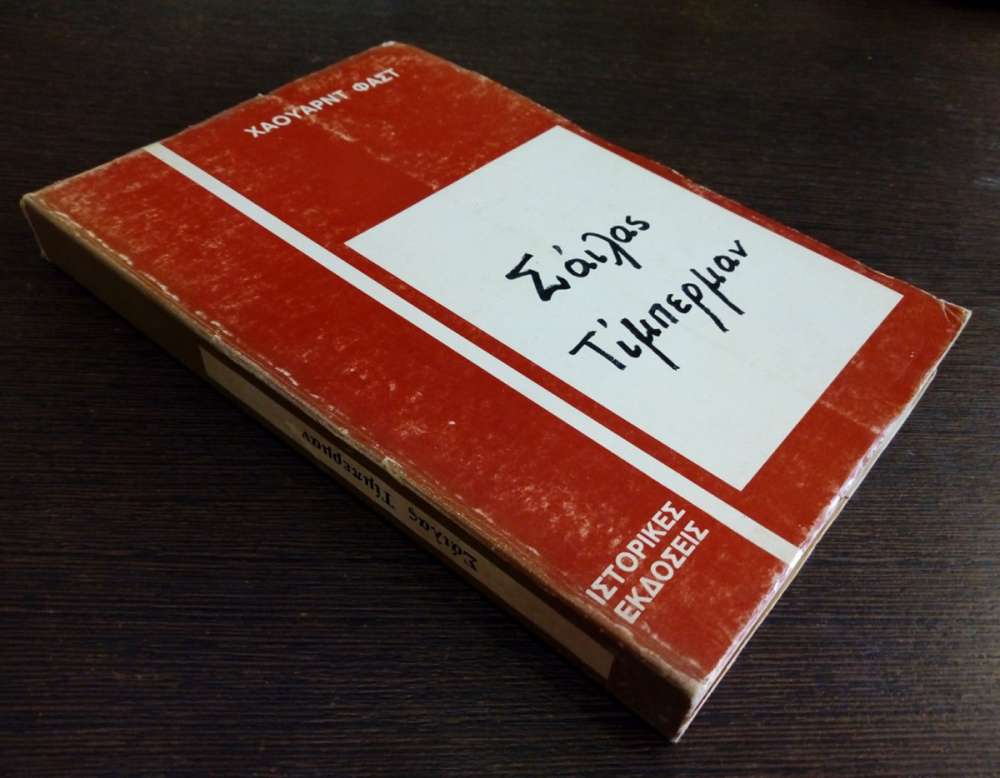 ΧΑΟΥΑΡΝΤ ΦΑΣΤ
Σάιλας
Τίμπερμαν
ΙΣΤΟΡΙΚΕΣ
ΕΚΔΟΣΕΙΣ
Σάιλας Τίμπερμαν